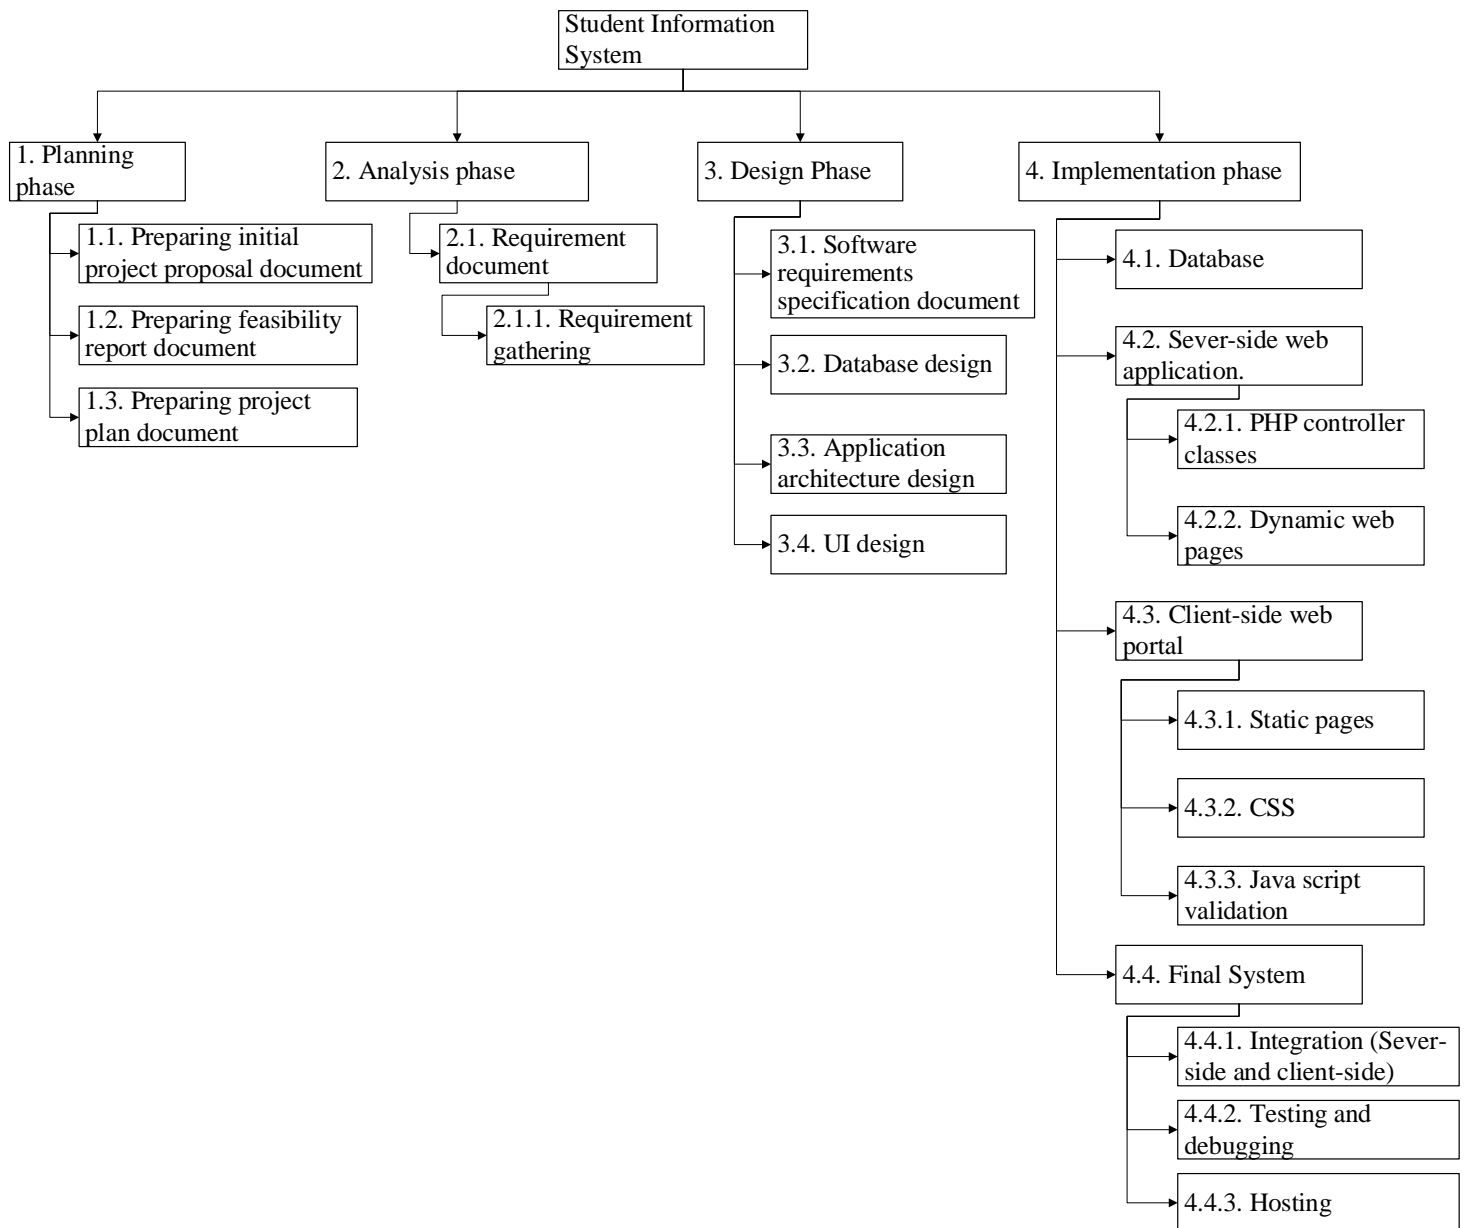 Student Information
System
1. Planning
phase
2. Analysis phase
3. Design Phase
4. Implementation phase
1.1. Preparing initial
project proposal document
1.2. Preparing feasibility
report document
1.3. Preparing project
plan document
2.1. Requirement
document
2.1.1. Requirement
gathering
3.1. Software
requirements
specification document
3.2. Database design
3.3. Application
architecture design
3.4. UI design
4.1. Database
4.2. Sever-side web
application.
4.2.1. PHP controller
classes
4.2.2. Dynamic web
pages
4.3. Client-side web
portal
4.3.1. Static pages
4.3.2. CSS
4.3.3. Java script
validation
4.4. Final System
4.4.1. Integration (Sever-
side and client-side)
4.4.2. Testing and
debugging
4.4.3. Hosting